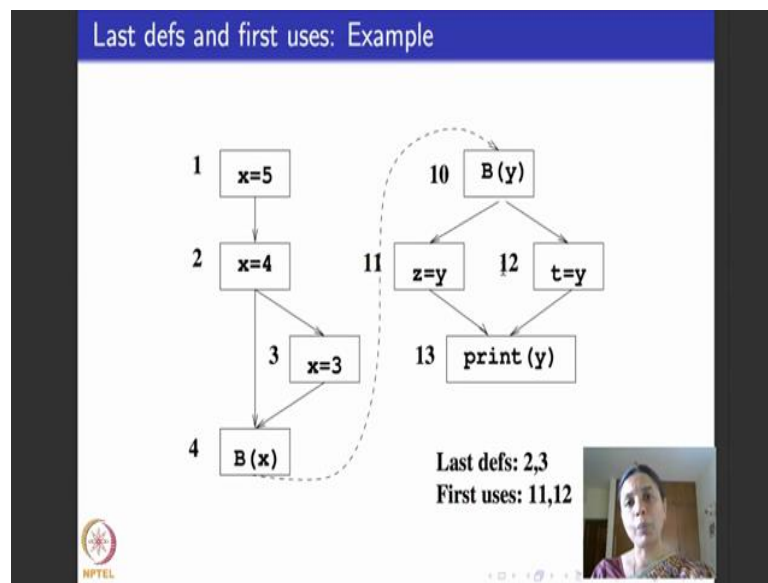 Last defs and first uses: Example
1
x=5
2
x=4
3
x=3
4
B(x)
10
B(y)
11
z=y
12
t=y
13
print(y)
Last defs: 2,3
First uses: 11,12
NPTEL